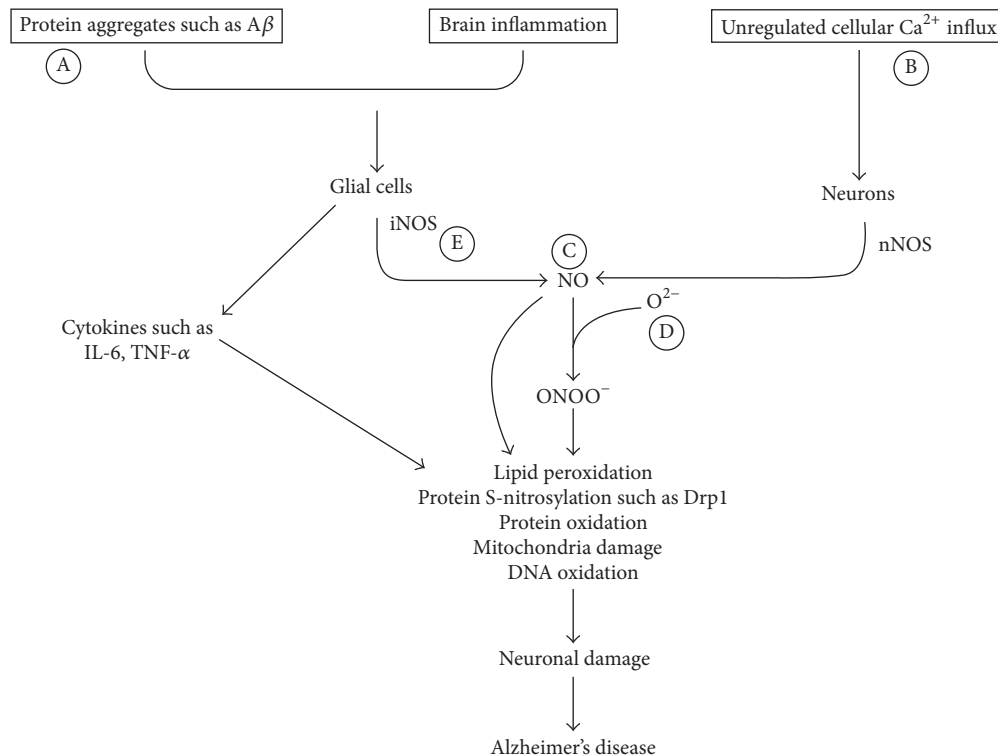 Protein aggregates such as Aβ
Brain inflammation
Unregulated cellular Ca²⁺ influx
A
B
Glial cells
Neurons
iNOS
E
C
nNOS
NO
O²⁻
D
Cytokines such as
IL-6, TNF-α
ONOO⁻
Lipid peroxidation
Protein S-nitrosylation such as Drp1
Protein oxidation
Mitochondria damage
DNA oxidation
Neuronal damage
Alzheimer's disease